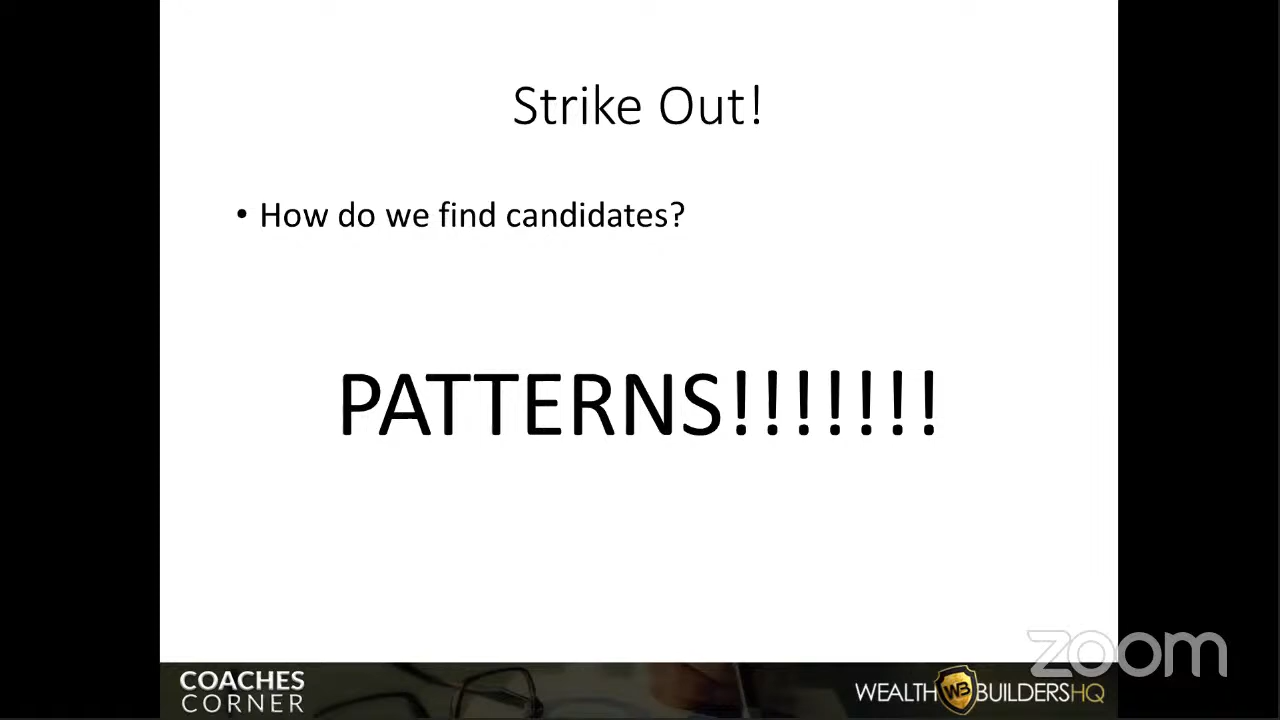 Strike Out!
• How do we find candidates?
PATTERNS!!!!!!!
zoom
COACHES
CORNER
WEALTH WB BUILDERSHQ